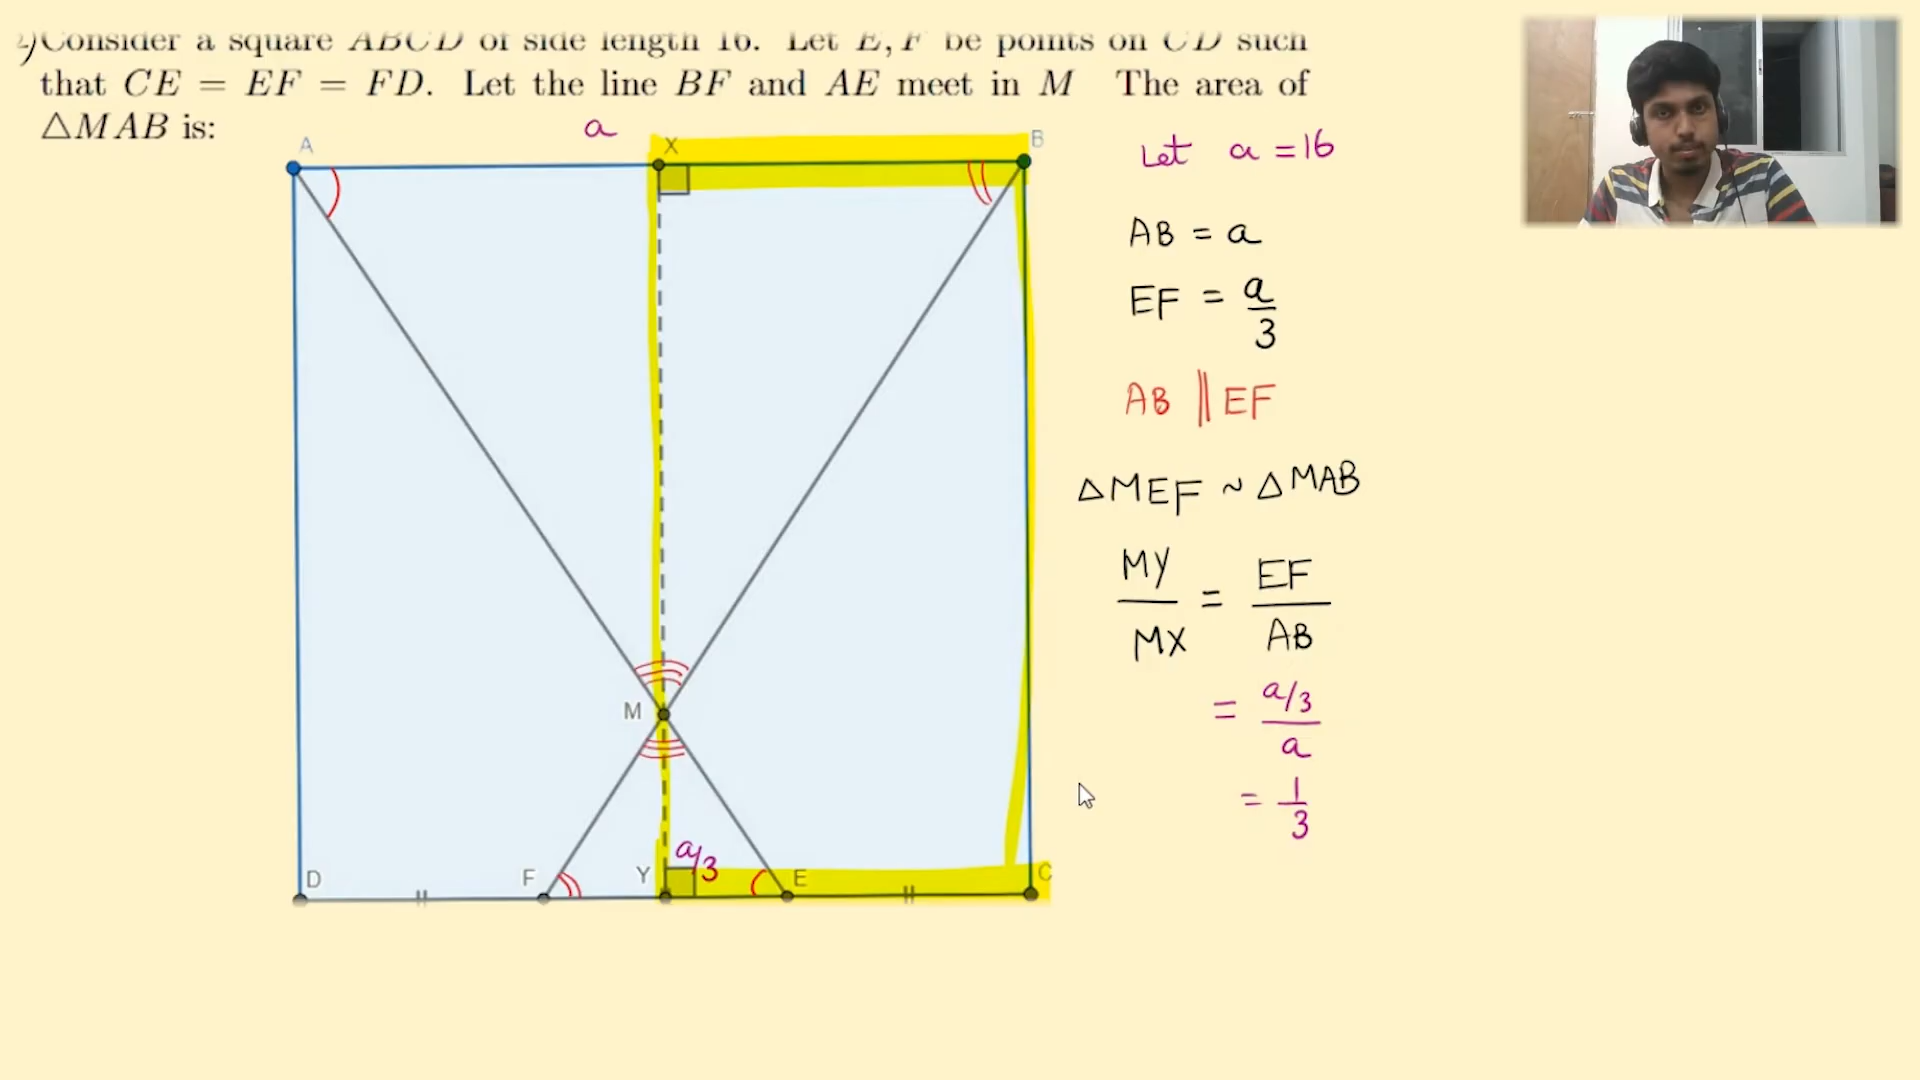 2) Consider a square ABCD of side length 16. Let E, F be points on CD such
that CE = EF = FD. Let the line BF and AE meet in M The area of
△MAB is:
a
A
X
B
M
D
F
Y
a/3
E
C
Let a = 16
AB = a
EF = a/3
AB || EF
△MEF ~ △MAB
MY/MX = EF/AB
= a/3/a
= 1/3